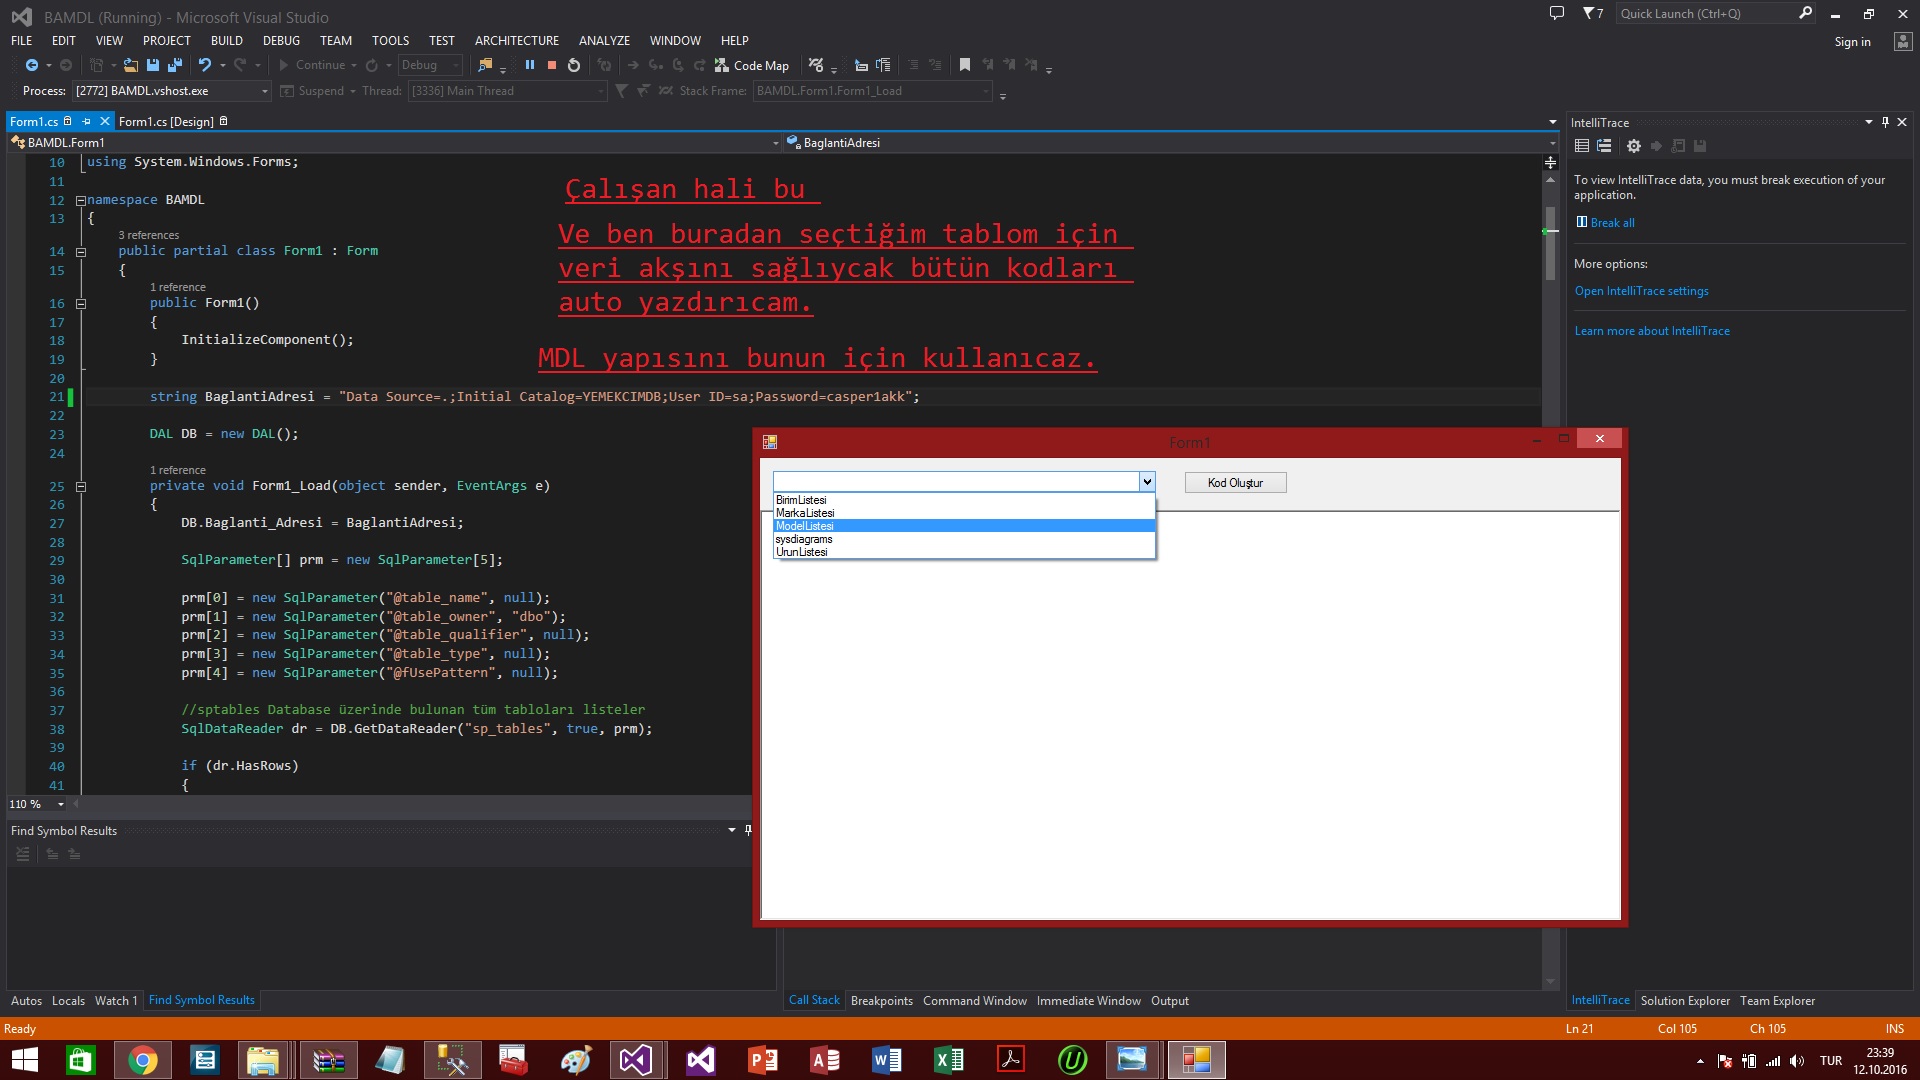 BAMDL (Running) - Microsoft Visual Studio
7 Quick Launch (Ctrl+Q)
FILE EDIT VIEW PROJECT BUILD DEBUG TEAM TOOLS TEST ARCHITECTURE ANALYZE WINDOW HELP
Sign in
Continue Debug Code Map
Process: [2772] BAMDL.vshost.exe Suspend Thread: [3336] Main Thread Stack Frame: BAMDL.Form1.Form1_Load
Form1.cs Form1.cs [Design]
BAMDL.Form1 BaglantiAdresi
10 using System.Windows.Forms;
11
12 namespace BAMDL
13 {
3 references
14 public partial class Form1 : Form
15 {
1 reference
16 public Form1()
17 {
18 InitializeComponent();
19 }
20
21 string BaglantiAdresi = "Data Source=.;Initial Catalog=YEMEKCIMDB;User ID=sa;Password=casper1akk";
22
23 DAL DB = new DAL();
24
1 reference
25 private void Form1_Load(object sender, EventArgs e)
26 {
27 DB.Baglanti_Adresi = BaglantiAdresi;
28
29 SqlParameter[] prm = new SqlParameter[5];
30
31 prm[0] = new SqlParameter("@table_name", null);
32 prm[1] = new SqlParameter("@table_owner", "dbo");
33 prm[2] = new SqlParameter("@table_qualifier", null);
34 prm[3] = new SqlParameter("@table_type", null);
35 prm[4] = new SqlParameter("@fUsePattern", null);
36
37 //sptables Database üzerinde bulunan tüm tabloları listeler
38 SqlDataReader dr = DB.GetDataReader("sp_tables", true, prm);
39
40 if (dr.HasRows)
41 {
110 %
Çalışan hali bu
Ve ben buradan seçtiğim tablom için
veri akşını sağlıycak bütün kodları
auto yazdırıcam.
MDL yapısını bunun için kullanıcaz.
Form1
Kod Oluştur
BirimListesi
MarkaListesi
ModelListesi
sysdiagrams
UrunListesi
IntelliTrace
To view IntelliTrace data, you must break execution of your
application.
Break all
More options:
Open IntelliTrace settings
Learn more about IntelliTrace
Find Symbol Results
Autos Locals Watch 1 Find Symbol Results
Call Stack Breakpoints Command Window Immediate Window Output
IntelliTrace Solution Explorer Team Explorer
Ready Ln 21 Col 105 Ch 105 INS
TUR
23:39
12.10.2016